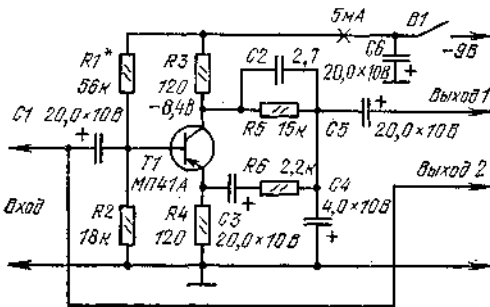 5мА
В1
R1*
56к
R3
120
-8,4В
С2
2,7
С6
20,0×10В
-9В
С1
20,0×10В
R5
15к
С5
20,0×10В
Выход 1
Т1
МП41А
R6
2,2к
Выход 2
Вход
R2
18к
R4
120
С3
20,0×10В
С4
4,0×10В